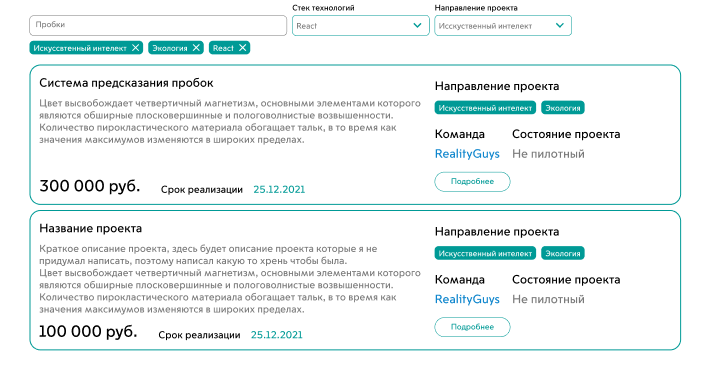 Стек технологий
Направление проекта
Пробки
React
Исскуственный интелект
Искуссвтенный интелект
Экология
React
Система предсказания пробок
Цвет высвобождает четвертичный магнетизм, основными элементами которого
являются обширные плосковершинные и пологоволнистые возвышенности.
Количество пирокластического материала обогащает тальк, в то время как
значения максимумов изменяются в широких пределах.
300 000 руб.
Срок реализации
25.12.2021
Направление проекта
Искусственный интелект
Экология
Команда
Состояние проекта
RealityGuys
Не пилотный
Подробнее
Название проекта
Краткое описание проекта, здесь будет описание проекта которые я не
придумал написать, поэтому написал какую то хрень чтобы была.
Цвет высвобождает четвертичный магнетизм, основными элементами которого
являются обширные плосковершинные и пологоволнистые возвышенности.
Количество пирокластического материала обогащает тальк, в то время как
значения максимумов изменяются в широких пределах.
100 000 руб.
Срок реализации
25.12.2021
Направление проекта
Искусственный интелект
Экология
Команда
Состояние проекта
RealityGuys
Не пилотный
Подробнее